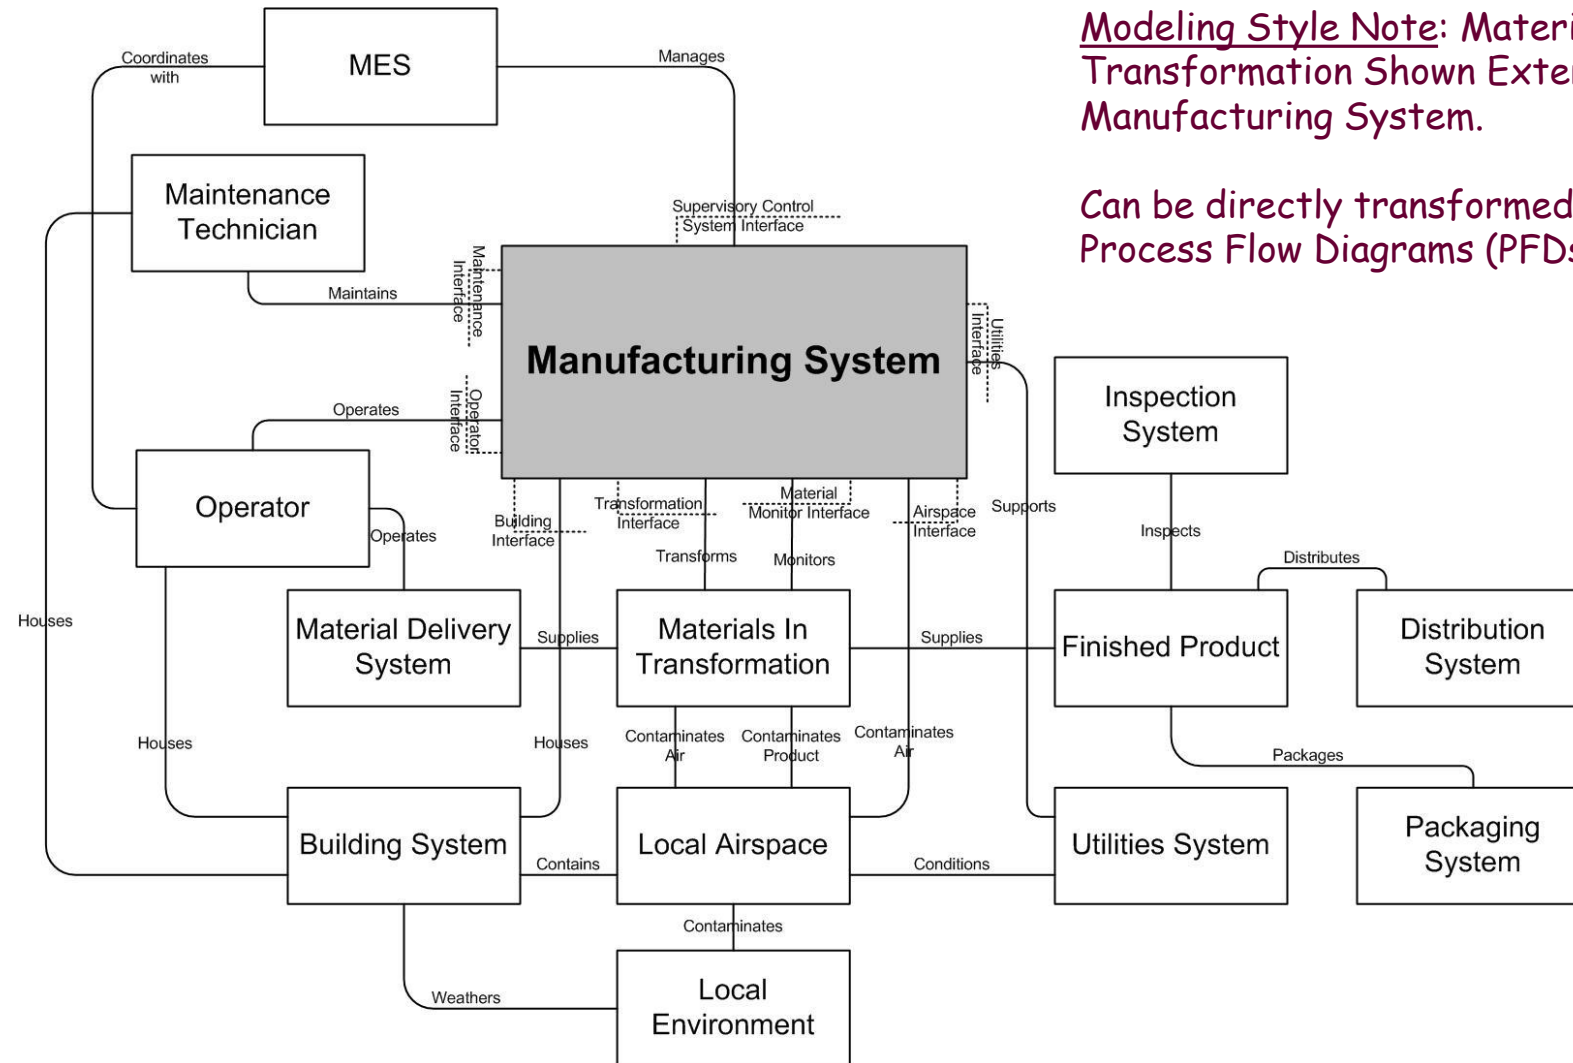 Modeling Style Note: Materi
Transformation Shown Exter
Manufacturing System.
Can be directly transformed
Process Flow Diagrams (PFDs
Coordinates
with
MES
Manages
Maintenance
Technician
Supervisory Control
System Interface
Maintenance
Interface
Maintains
Manufacturing System
Utilities
Interface
Inspection
System
Operates
Operator
Interface
Operator
Operates
Building
Interface
Transformation
Interface
Material
Monitor Interface
Airspace
Interface
Supports
Inspects
Transforms
Monitors
Distributes
Houses
Material Delivery
System
Supplies
Materials In
Transformation
Supplies
Finished Product
Distribution
System
Houses
Houses
Contaminates
Air
Contaminates
Product
Contaminates
Air
Packages
Building System
Contains
Local Airspace
Conditions
Utilities System
Packaging
System
Contaminates
Weathers
Local
Environment